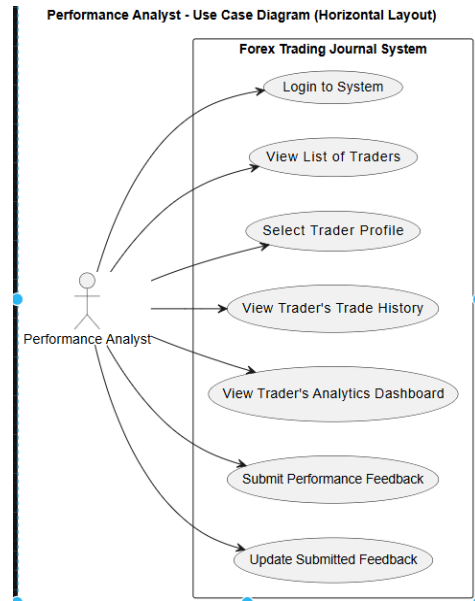 Performance Analyst - Use Case Diagram (Horizontal Layout)
Forex Trading Journal System
Login to System
View List of Traders
Select Trader Profile
View Trader's Trade History
Performance Analyst
View Trader's Analytics Dashboard
Submit Performance Feedback
Update Submitted Feedback